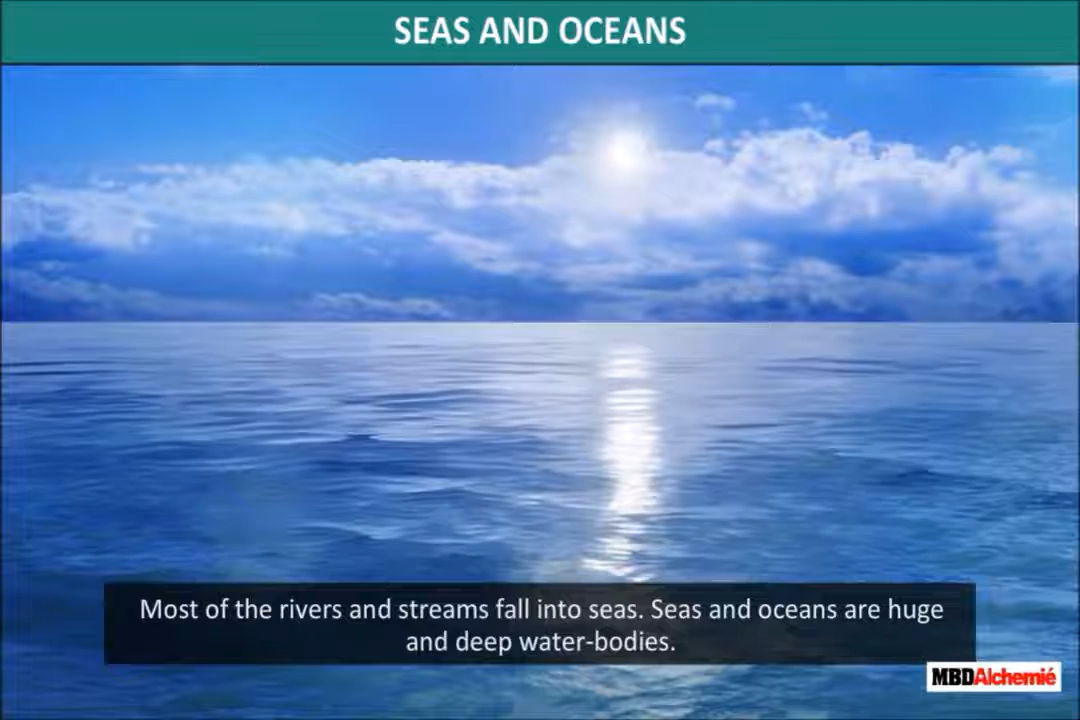 SEAS AND OCEANS
Most of the rivers and streams fall into seas. Seas and oceans are huge
and deep water-bodies.
MBDAlchemié